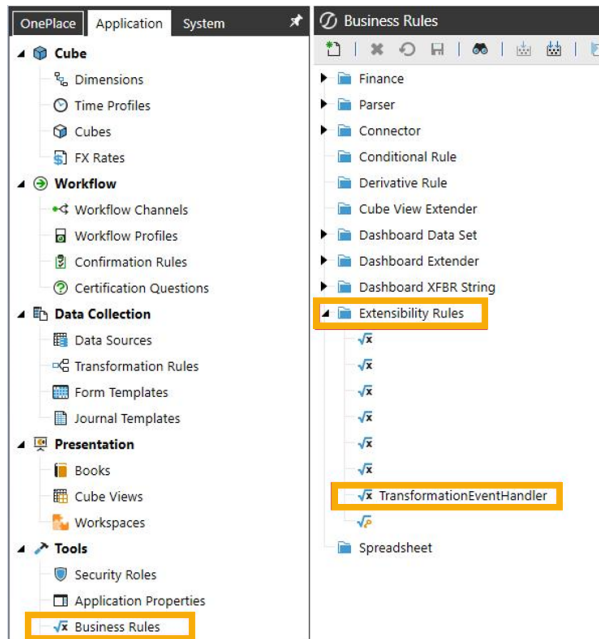 OnePlace
Application
System
Cube
Dimensions
Time Profiles
Cubes
FX Rates
Workflow
Workflow Channels
Workflow Profiles
Confirmation Rules
Certification Questions
Data Collection
Data Sources
Transformation Rules
Form Templates
Journal Templates
Presentation
Books
Cube Views
Workspaces
Tools
Security Roles
Application Properties
Business Rules
Business Rules
Finance
Parser
Connector
Conditional Rule
Derivative Rule
Cube View Extender
Dashboard Data Set
Dashboard Extender
Dashboard XFBR String
Extensibility Rules
TransformationEventHandler
Spreadsheet